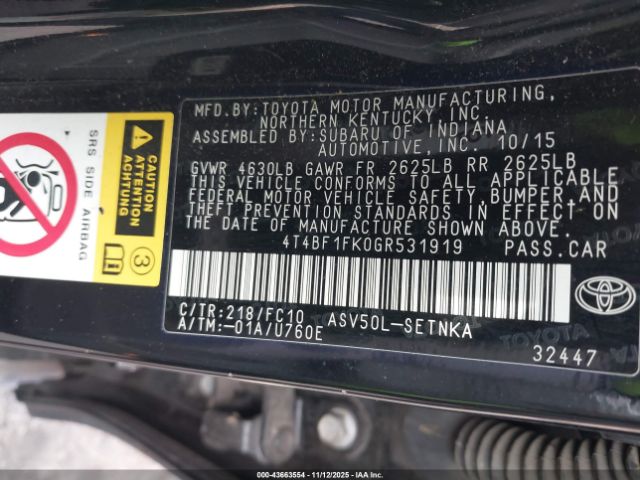 SRS SIDE AIRBAG
ATTENTION
ACHTUNG
3
MFD.BY:TOYOTA MOTOR MANUFACTURING,
NORTHERN KENTUCKY,INC.
ASSEMBLED BY:SUBARU OF INDIANA
AUTOMOTIVE,INC. 10/15
GVWR 4630LB GAWR FR 2625LB RR 2625LB
THIS VEHICLE CONFORMS TO ALL APPLICABLE
FEDERAL MOTOR VEHICLE SAFETY,BUMPER,AND
THEFT PREVENTION STANDARDS IN EFFECT ON
THE DATE OF MANUFACTURE SHOWN ABOVE.
4T4BF1FK0GR531919 PASS.CAR
C/TR:218/FC10 ASV50L-SETNKA
A/TM:-01A/U760E
32447
IAA --- 000-43663554 --- 11/12/2025 --- IAAI.COM